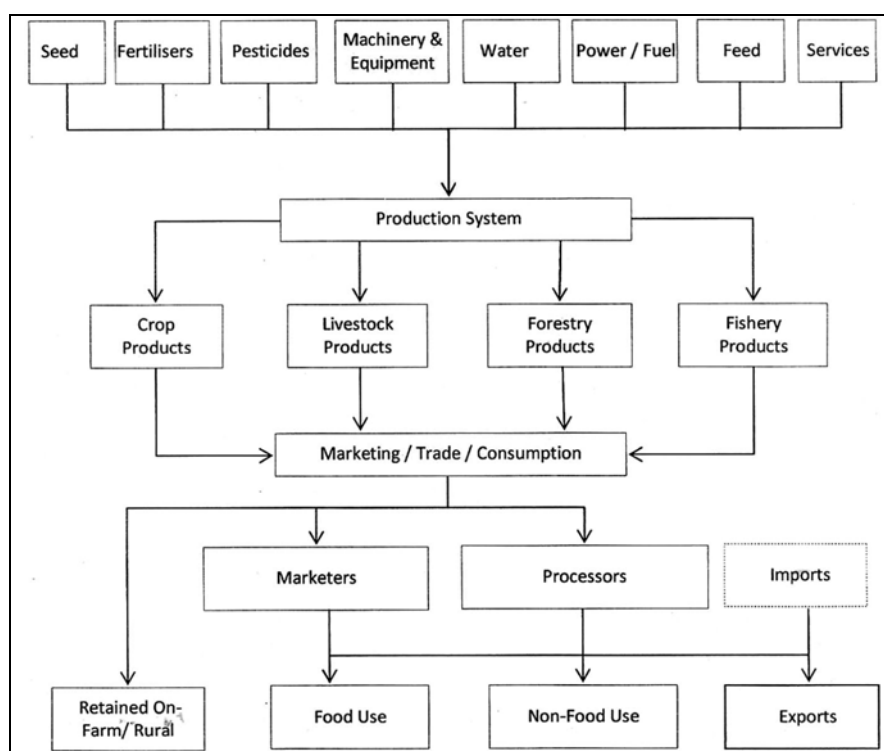 Seed
Fertilisers
Pesticides
Machinery &
Equipment
Water
Power / Fuel
Feed
Services
Production System
Crop
Products
Livestock
Products
Forestry
Products
Fishery
Products
Marketing / Trade / Consumption
Marketers
Processors
Imports
Retained On-
Farm/ Rural
Food Use
Non-Food Use
Exports